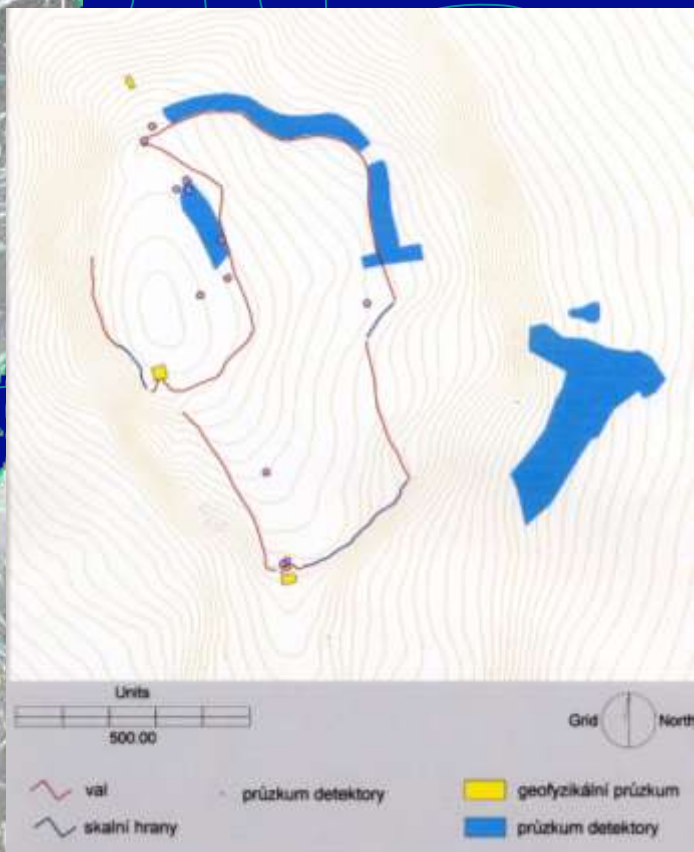 Units
500.00
Grid North
val
průzkum detektory
geofyzikální průzkum
skalní hrany
průzkum detektory